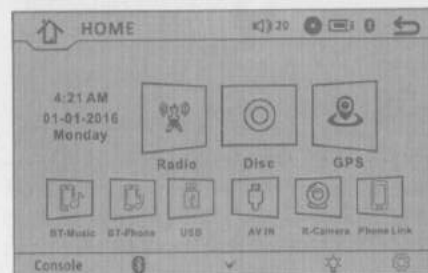 HOME 20
4:21 AM
01-01-2016
Monday
Radio Disc GPS
BT-Music BT-Phone USB AV IN R-Camera Phone Link
Console